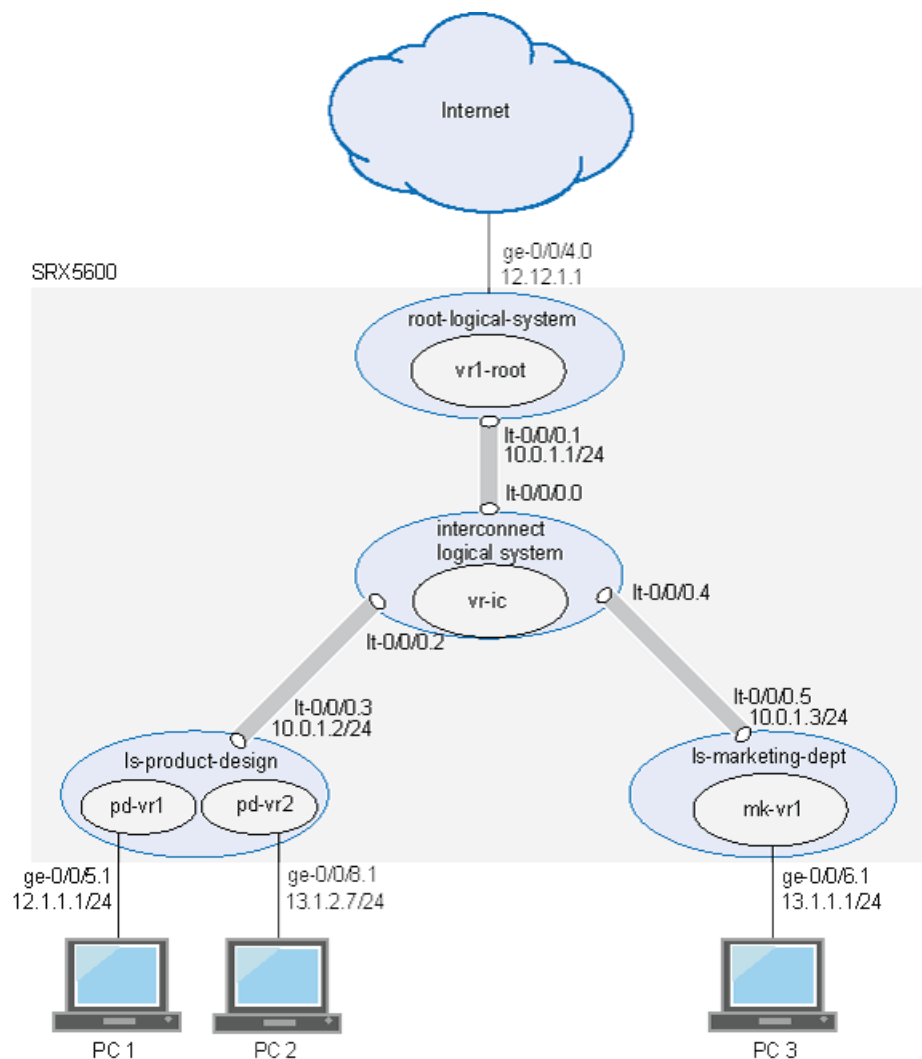 Internet
ge-0/0/4.0
12.12.1.1
SRX5600
root-logical-system
vr1-root
lt-0/0/0.1
10.0.1.1/24
lt-0/0/0.0
interconnect
logical system
vr-ic
lt-0/0/0.4
lt-0/0/0.2
lt-0/0/0.3
10.0.1.2/24
lt-0/0/0.5
10.0.1.3/24
ls-product-design
pd-vr1
pd-vr2
ls-marketing-dept
mk-vr1
ge-0/0/5.1
12.1.1.1/24
ge-0/0/8.1
13.1.2.7/24
ge-0/0/6.1
13.1.1.1/24
PC 1
PC 2
PC 3